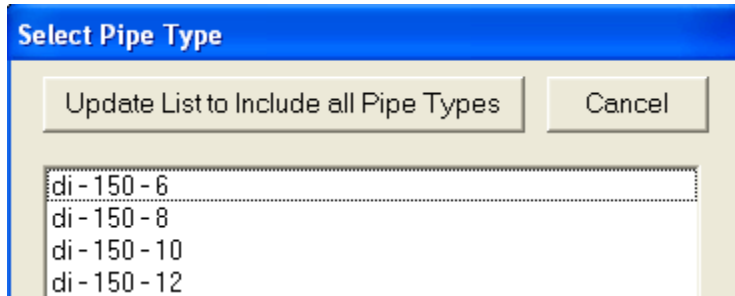 Select Pipe Type
Update List to Include all Pipe Types Cancel
di - 150 - 6
di - 150 - 8
di - 150 - 10
di - 150 - 12